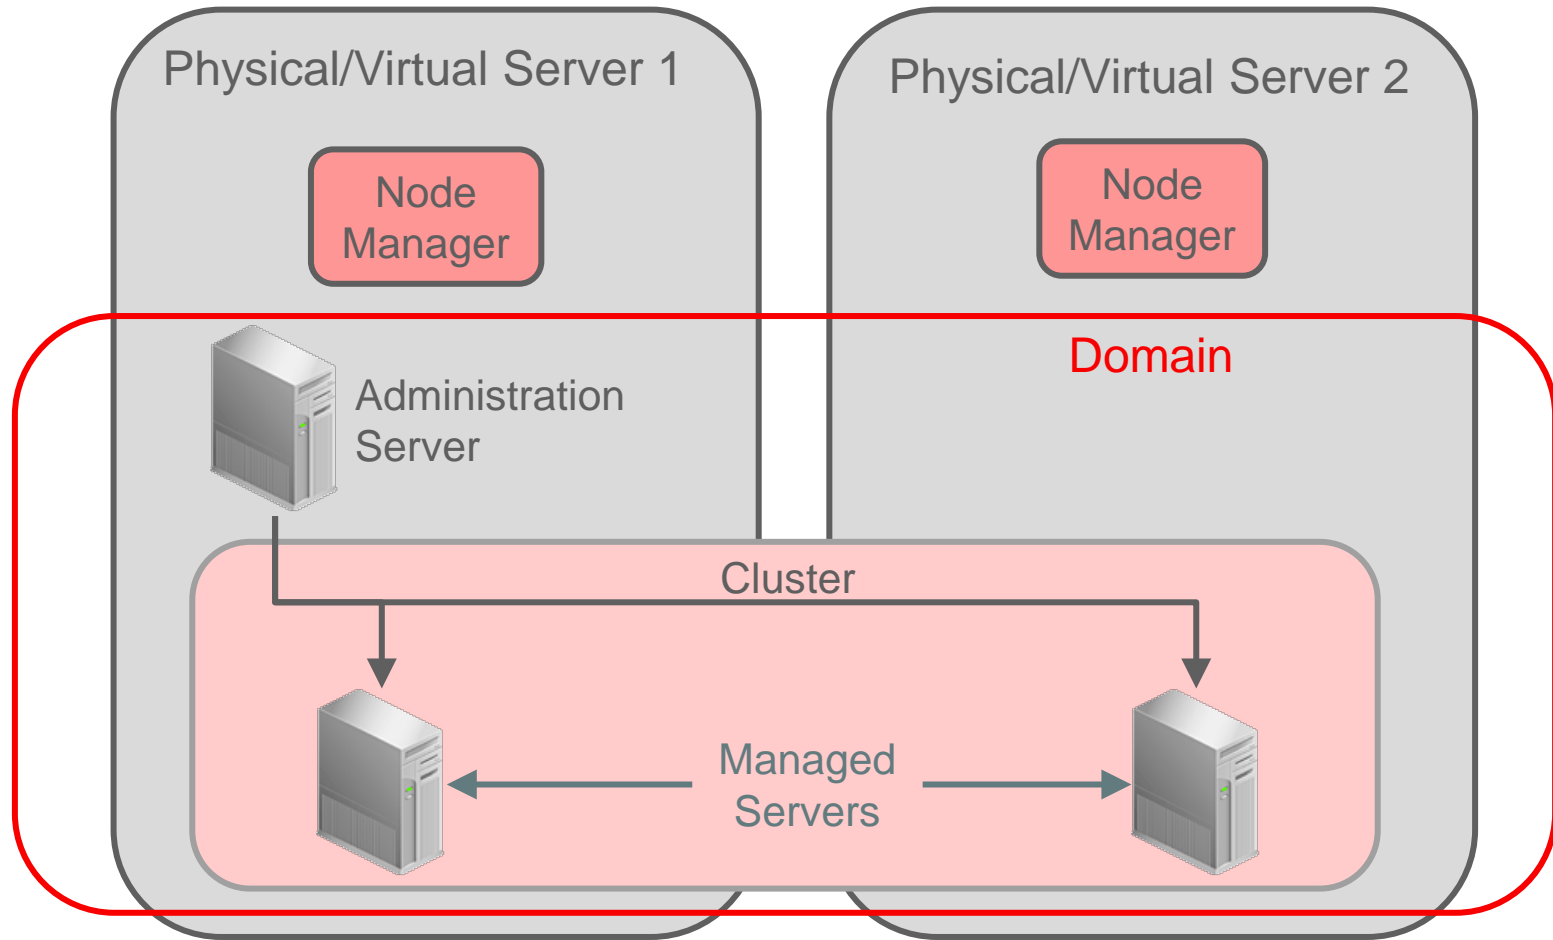 Physical/Virtual Server 1
Physical/Virtual Server 2
Node
Manager
Node
Manager
Domain
Administration
Server
Cluster
Managed
Servers